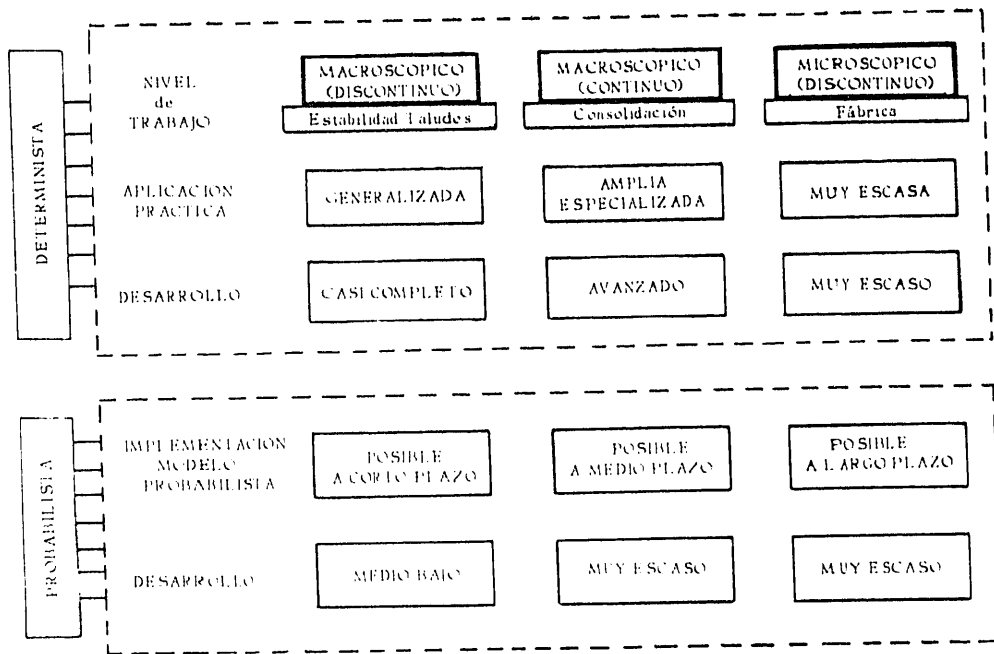 DETERMINISTA
NIVEL
de
TRABAJO
MACROSCOPICO
(DISCONTINUO)
Estabilidad Taludes
MACROSCOPICO
(CONTINUO)
Consolidación
MICROSCOPICO
(DISCONTINUO)
Fábrica
APLICACION
PRACTICA
GENERALIZADA
AMPLIA
ESPECIALIZADA
MUY ESCASA
DESARROLLO
CASI COMPLETO
AVANZADO
MUY ESCASO
PROBABILISTA
IMPLEMENTACION
MODELO
PROBABILISTA
POSIBLE
A CORTO PLAZO
POSIBLE
A MEDIO PLAZO
POSIBLE
A LARGO PLAZO
DESARROLLO
MEDIO BAJO
MUY ESCASO
MUY ESCASO